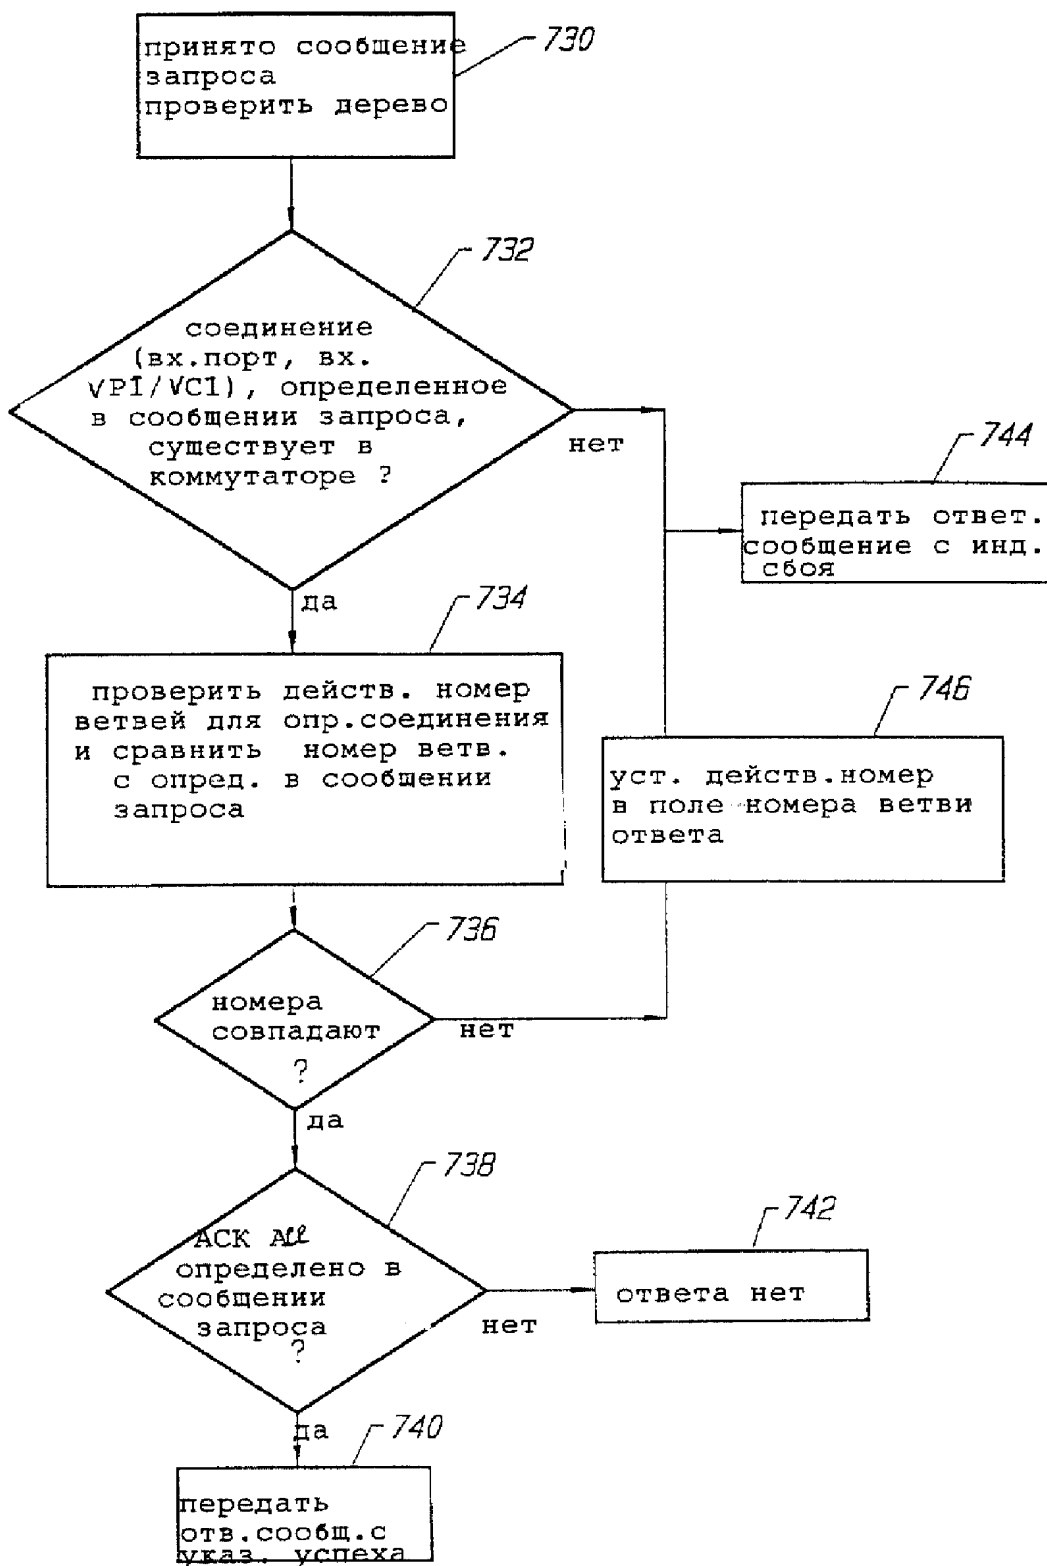 принято сообщение
запроса
проверить дерево
730
732
соединение
(вх.порт, вх.
VPI/VCI), определенное
в сообщении запроса,
существует в
коммутаторе ?
нет
744
передать ответ.
сообщение с инд.
сбоя
да
734
проверить действ. номер
ветвей для опр.соединения
и сравнить номер ветв.
с опред. в сообщении
запроса
746
уст. действ.номер
в поле номера ветви
ответа
736
номера
совпадают
?
нет
да
738
ACK All
определено в
сообщении
запроса
?
нет
742
ответа нет
да
740
передать
отв.сообщ.с
указ. успеха